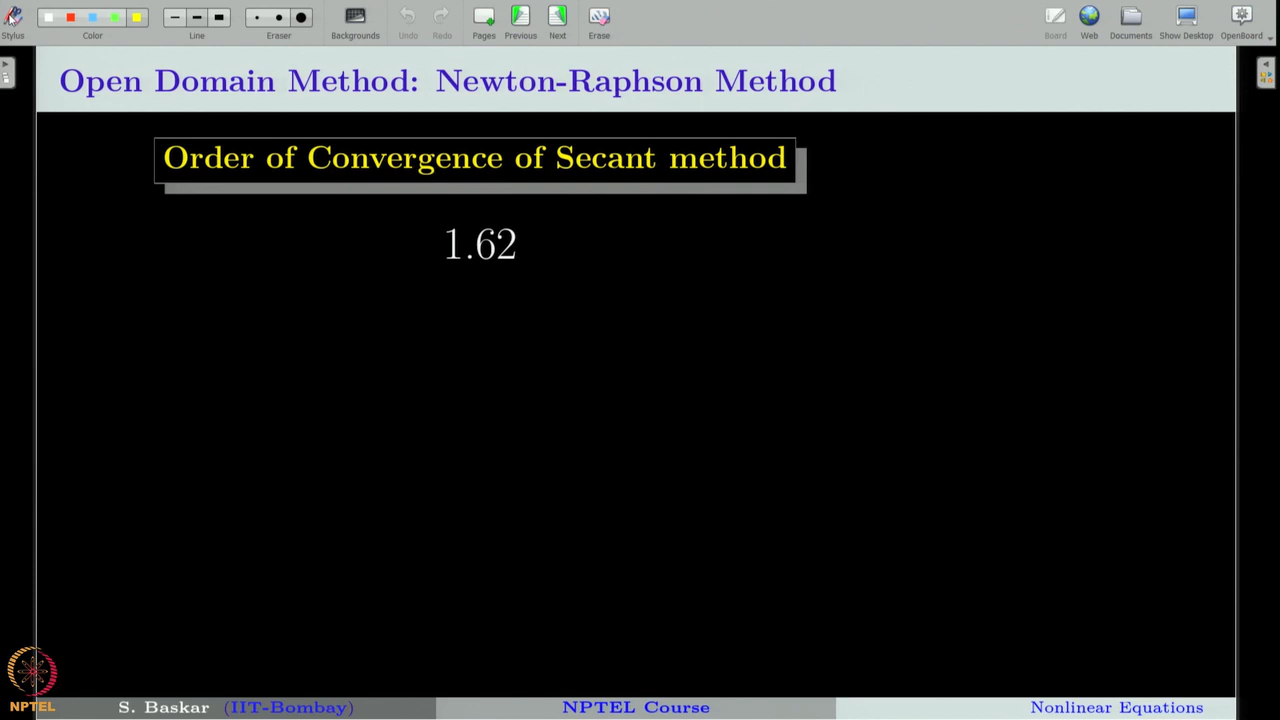 Stylus Color Line Eraser Backgrounds Undo Redo Pages Previous Next Erase Board Web Documents Show Desktop OpenBoard
Open Domain Method: Newton-Raphson Method
Order of Convergence of Secant method
1.62
NPTEL
S. Baskar (IIT-Bombay) NPTEL Course Nonlinear Equations